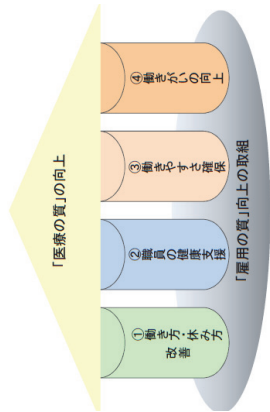 「医療の質」の向上
①働き方・休み方
改善
②職員の健康支援
③働きやすさ確保
④働きがいの向上
「雇用の質」向上の取組